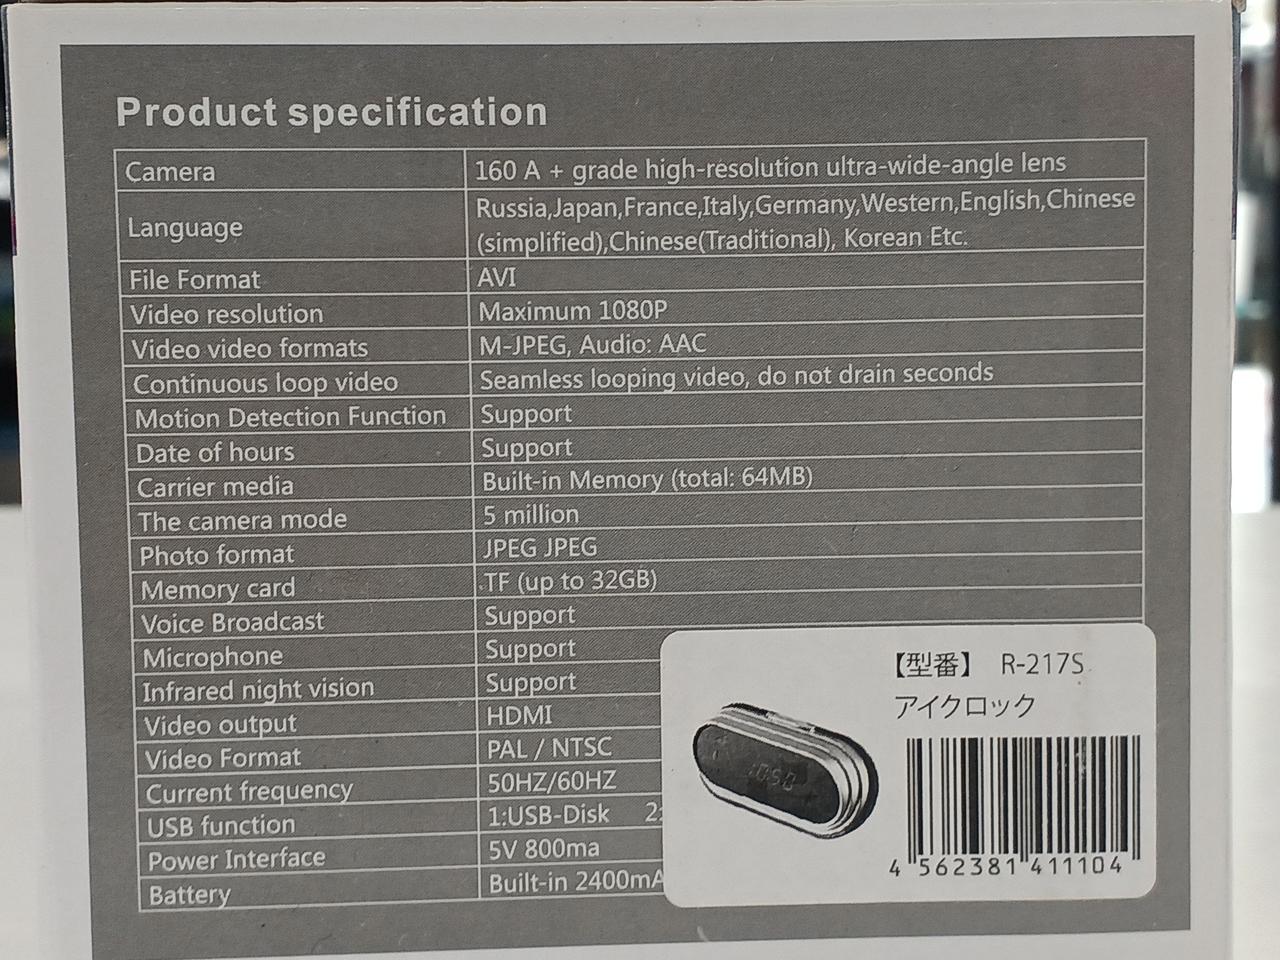 Product specification
Camera 160 A + grade high-resolution ultra-wide-angle lens
Language Russia,Japan,France,Italy,Germany,Western,English,Chinese
(simplified),Chinese(Traditional), Korean Etc.
File Format AVI
Video resolution Maximum 1080P
Video video formats M-JPEG, Audio: AAC
Continuous loop video Seamless looping video, do not drain seconds
Motion Detection Function Support
Date of hours Support
Carrier media Built-in Memory (total: 64MB)
The camera mode 5 million
Photo format JPEG JPEG
Memory card TF (up to 32GB)
Voice Broadcast Support
Microphone Support
Infrared night vision Support
Video output HDMI
Video Format PAL / NTSC
Current frequency 50HZ/60HZ
USB function 1:USB-Disk 2:
Power Interface 5V 800ma
Battery Built-in 2400mA
【型番】 R-217S
アイクロック
10:50
4 562381 411104